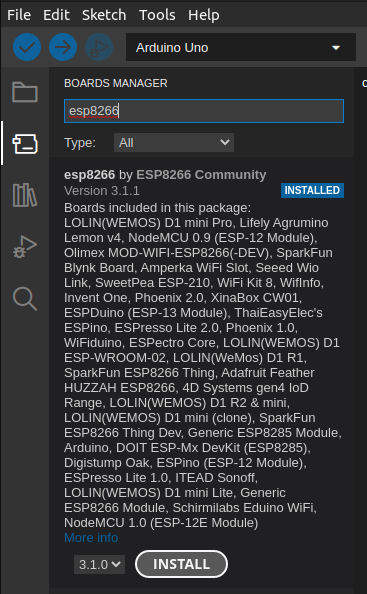 File Edit Sketch Tools Help
Arduino Uno
BOARDS MANAGER
esp8266
Type: All
esp8266 by ESP8266 Community
Version 3.1.1 INSTALLED
Boards included in this package:
LOLIN(WEMOS) D1 mini Pro, Lifely Agrumino
Lemon v4, NodeMCU 0.9 (ESP-12 Module),
Olimex MOD-WIFI-ESP8266(-DEV), SparkFun
Blynk Board, Amperka WiFi Slot, Seeed Wio
Link, SweetPea ESP-210, WiFi Kit 8, WifInfo,
Invent One, Phoenix 2.0, XinaBox CW01,
ESPDuino (ESP-13 Module), ThaiEasyElec's
ESPino, ESPresso Lite 2.0, Phoenix 1.0,
WiFiduino, ESPectro Core, LOLIN(WEMOS) D1
ESP-WROOM-02, LOLIN(WeMos) D1 R1,
SparkFun ESP8266 Thing, Adafruit Feather
HUZZAH ESP8266, 4D Systems gen4 IoD
Range, LOLIN(WEMOS) D1 R2 & mini,
LOLIN(WEMOS) D1 mini (clone), SparkFun
ESP8266 Thing Dev, Generic ESP8285 Module,
Arduino, DOIT ESP-Mx DevKit (ESP8285),
Digistump Oak, ESPino (ESP-12 Module),
ESPresso Lite 1.0, ITEAD Sonoff,
LOLIN(WEMOS) D1 mini Lite, Generic
ESP8266 Module, Schirmilabs Eduino WiFi,
NodeMCU 1.0 (ESP-12E Module)
More info
3.1.0 INSTALL